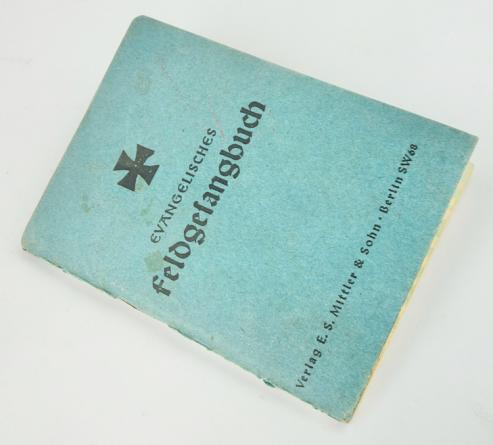 EVANGELISCHES
Feldgesangbuch
Verlag E. S. Mittler & Sohn · Berlin SW68